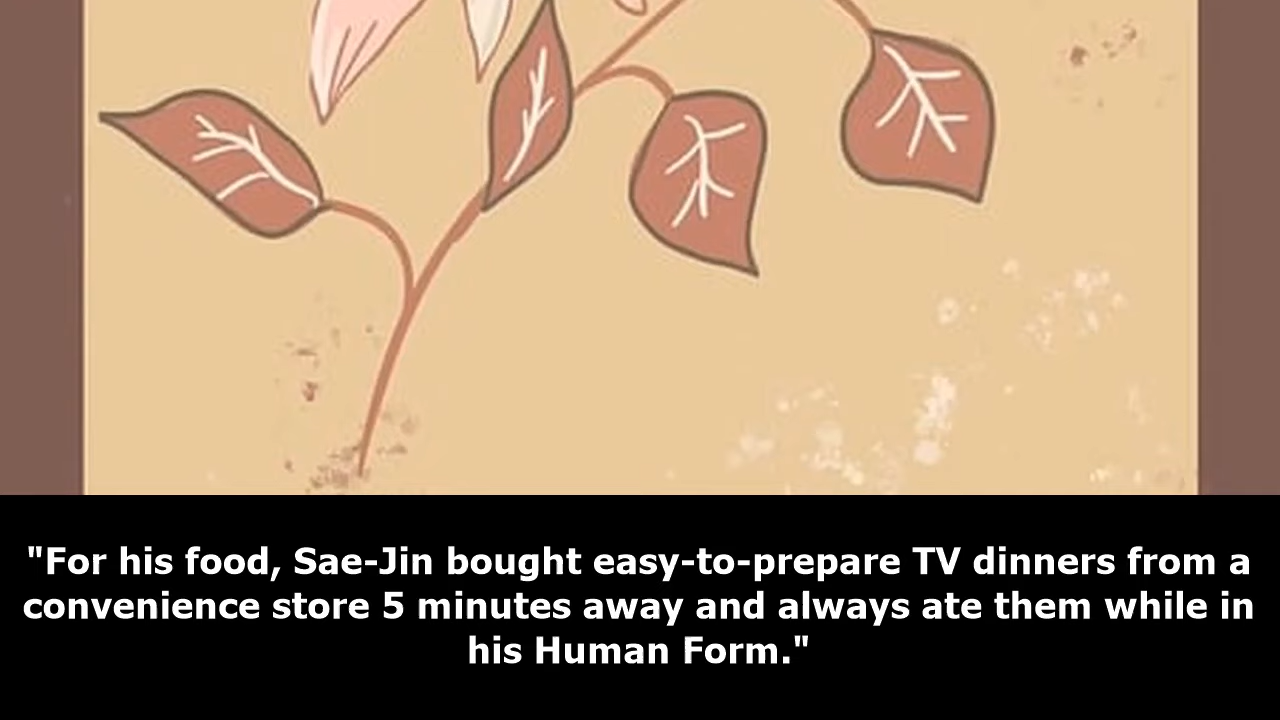 "For his food, Sae-Jin bought easy-to-prepare TV dinners from a
convenience store 5 minutes away and always ate them while in
his Human Form."